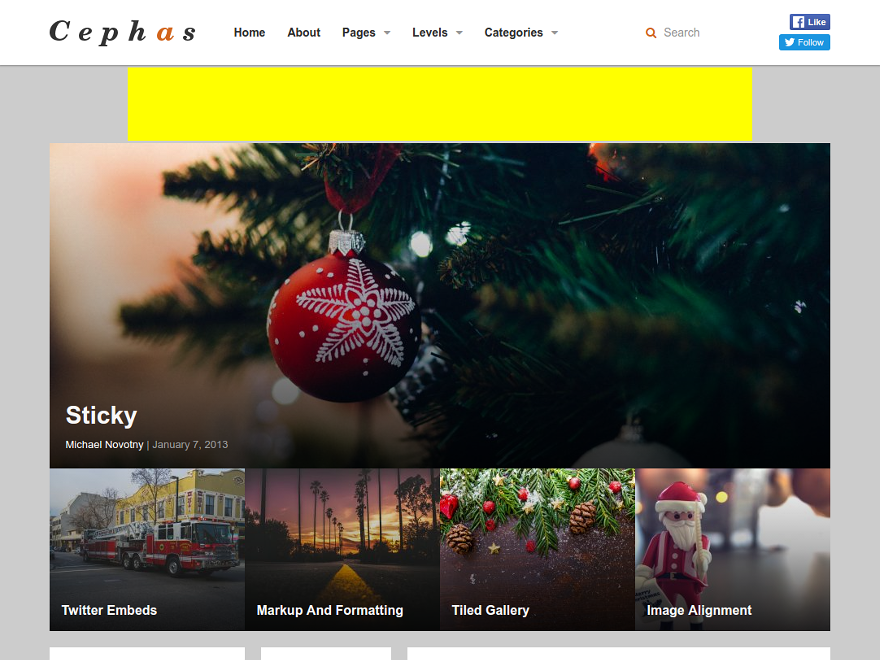 Cephas
Home About Pages Levels Categories
Search
Like
Follow
Sticky
Michael Novotny | January 7, 2013
Twitter Embeds
Markup And Formatting
Tiled Gallery
Image Alignment